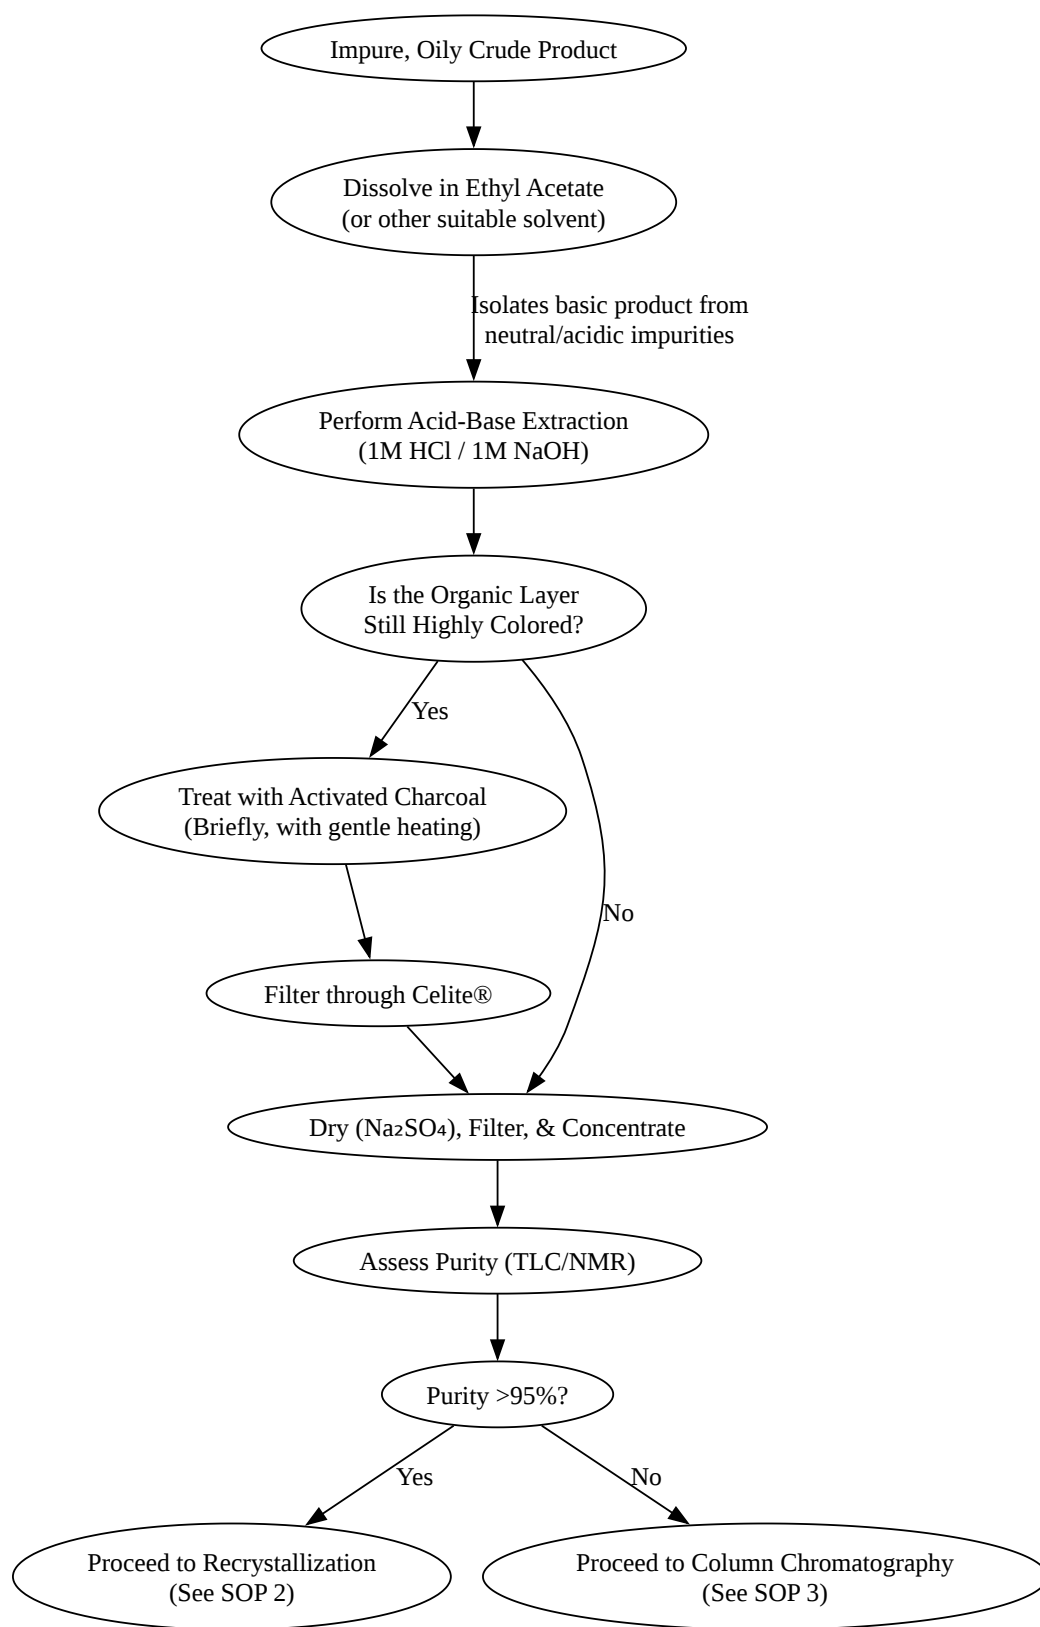 Impure, Oily Crude Product
Dissolve in Ethyl Acetate
(or other suitable solvent)
Isolates basic product from
neutral/acidic impurities
Perform Acid-Base Extraction
(1M HCl / 1M NaOH)
Is the Organic Layer
Still Highly Colored?
Yes
Treat with Activated Charcoal
(Briefly, with gentle heating)
No
Filter through Celite®
Dry (Na₂SO₄), Filter, & Concentrate
Assess Purity (TLC/NMR)
Purity >95%?
Yes
No
Proceed to Recrystallization
(See SOP 2)
Proceed to Column Chromatography
(See SOP 3)